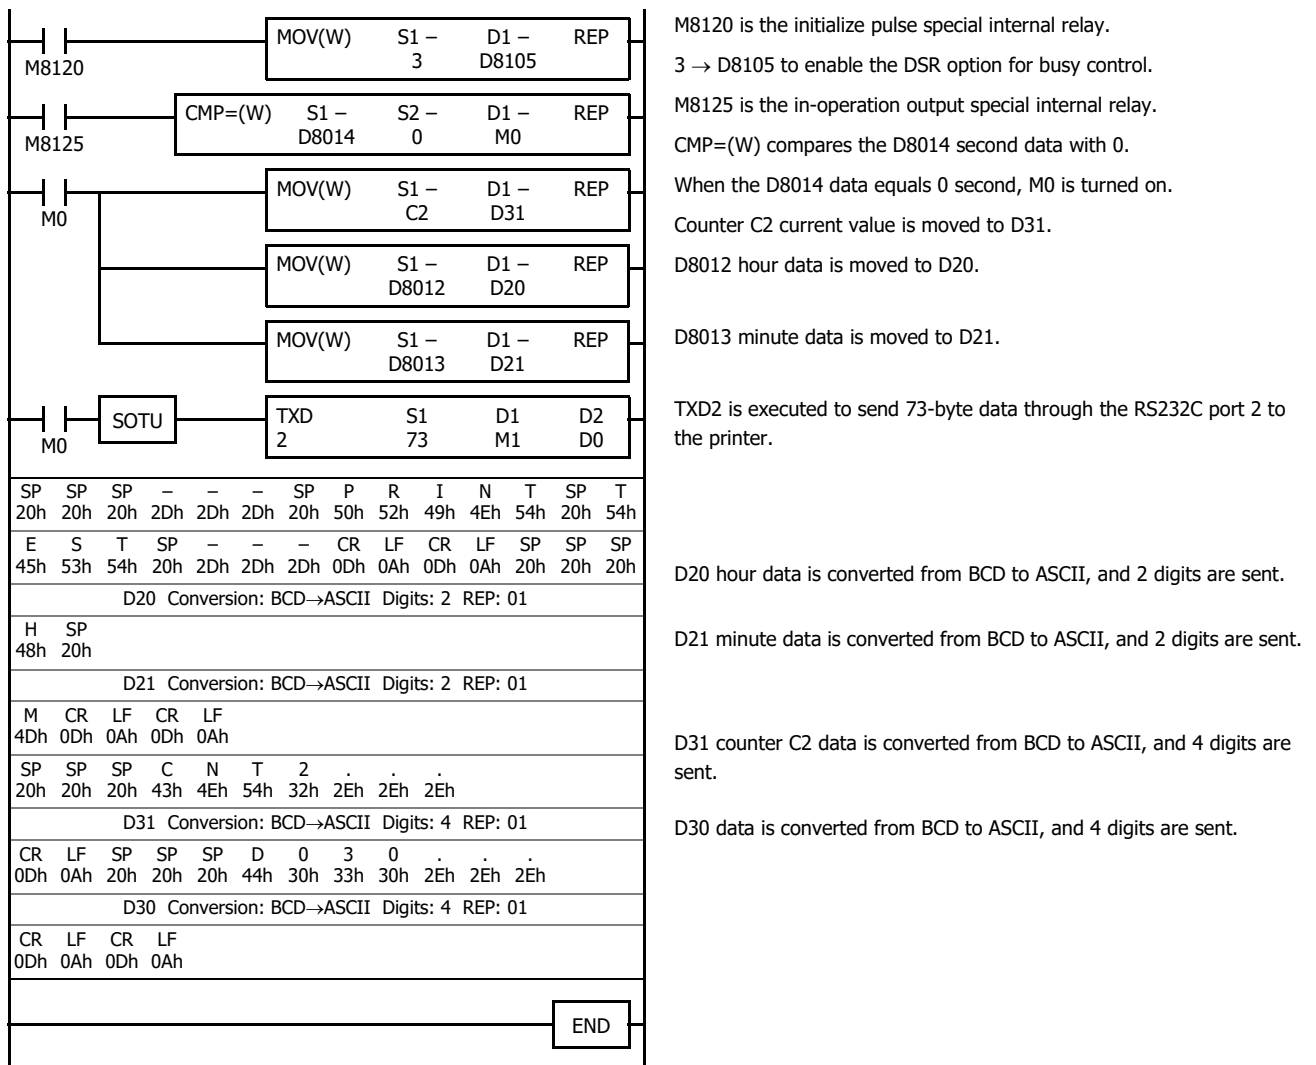 MOV(W) S1 – D1 – REP
3 D8105
M8120
CMP=(W) S1 – S2 – D1 – REP
D8014 0 M0
M8125
MOV(W) S1 – D1 – REP
C2 D31
M0
MOV(W) S1 – D1 – REP
D8012 D20
MOV(W) S1 – D1 – REP
D8013 D21
SOTU
TXD S1 D1 D2
2 73 M1 D0
M0
SP SP SP – – – SP P R I N T SP T
20h 20h 20h 2Dh 2Dh 2Dh 20h 50h 52h 49h 4Eh 54h 20h 54h
E S T SP – – – CR LF CR LF SP SP SP
45h 53h 54h 20h 2Dh 2Dh 2Dh 0Dh 0Ah 0Dh 0Ah 20h 20h 20h
D20 Conversion: BCD→ASCII Digits: 2 REP: 01
H SP
48h 20h
D21 Conversion: BCD→ASCII Digits: 2 REP: 01
M CR LF CR LF
4Dh 0Dh 0Ah 0Dh 0Ah
SP SP SP C N T 2 . . .
20h 20h 20h 43h 4Eh 54h 32h 2Eh 2Eh 2Eh
D31 Conversion: BCD→ASCII Digits: 4 REP: 01
CR LF SP SP SP D 0 3 0 . . .
0Dh 0Ah 20h 20h 20h 44h 30h 33h 30h 2Eh 2Eh 2Eh
D30 Conversion: BCD→ASCII Digits: 4 REP: 01
CR LF CR LF
0Dh 0Ah 0Dh 0Ah
END
M8120 is the initialize pulse special internal relay.
3 → D8105 to enable the DSR option for busy control.
M8125 is the in-operation output special internal relay.
CMP=(W) compares the D8014 second data with 0.
When the D8014 data equals 0 second, M0 is turned on.
Counter C2 current value is moved to D31.
D8012 hour data is moved to D20.
D8013 minute data is moved to D21.
TXD2 is executed to send 73-byte data through the RS232C port 2 to
the printer.
D20 hour data is converted from BCD to ASCII, and 2 digits are sent.
D21 minute data is converted from BCD to ASCII, and 2 digits are sent.
D31 counter C2 data is converted from BCD to ASCII, and 4 digits are
sent.
D30 data is converted from BCD to ASCII, and 4 digits are sent.